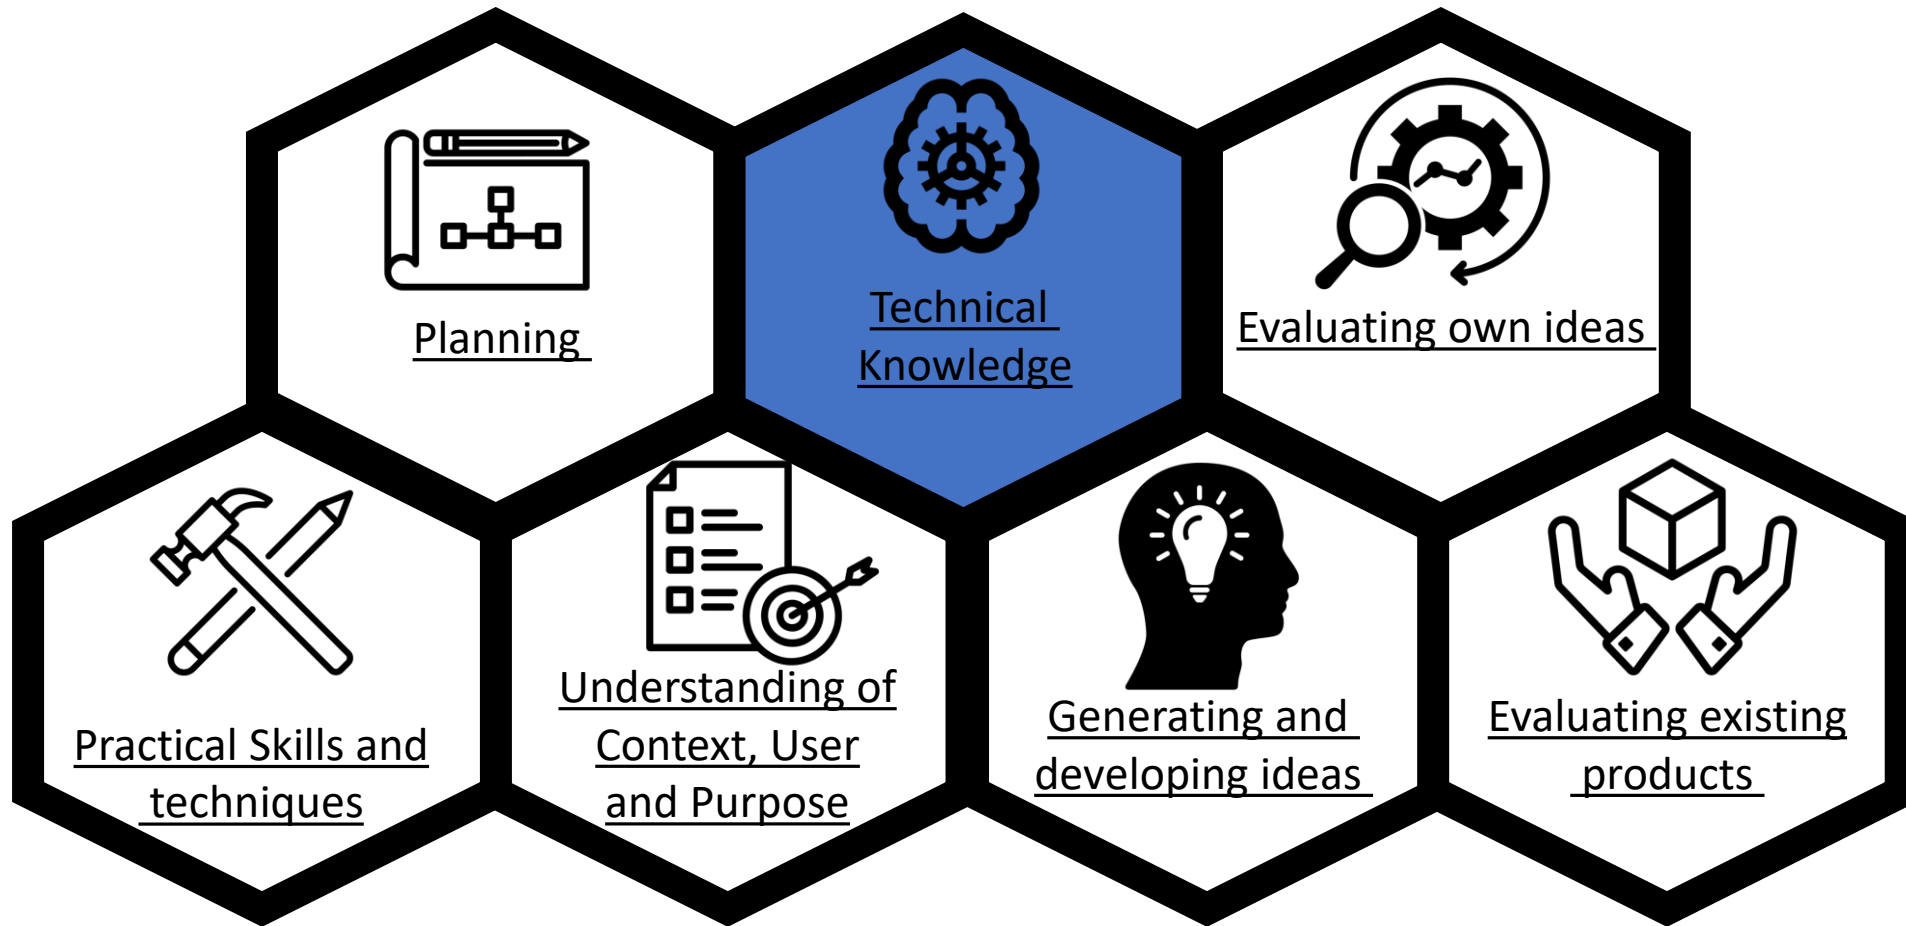 Planning
Technical
Knowledge
Evaluating own ideas
Practical Skills and
techniques
Understanding of
Context, User
and Purpose
Generating and
developing ideas
Evaluating existing
products